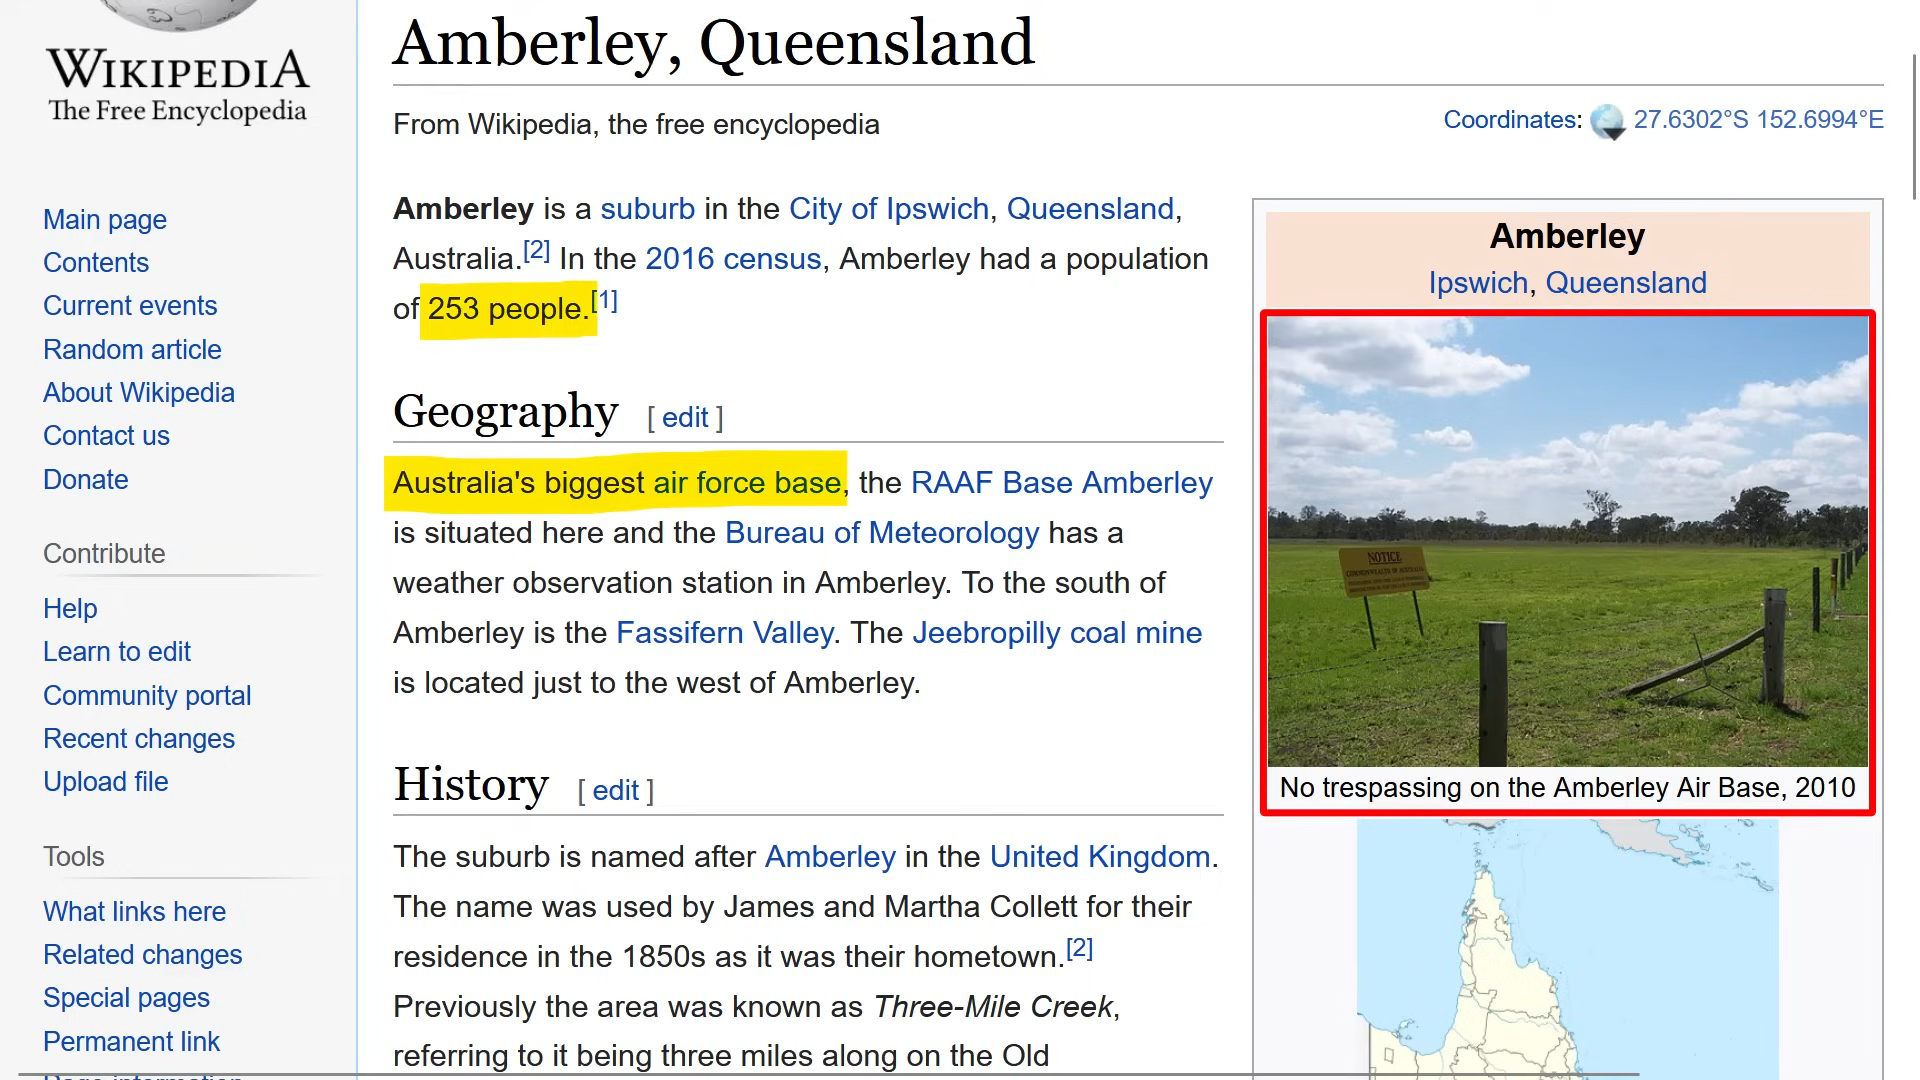 WIKIPEDIA
The Free Encyclopedia
Main page
Contents
Current events
Random article
About Wikipedia
Contact us
Donate
Contribute
Help
Learn to edit
Community portal
Recent changes
Upload file
Tools
What links here
Related changes
Special pages
Permanent link
Amberley, Queensland
From Wikipedia, the free encyclopedia
Coordinates: 27.6302°S 152.6994°E
Amberley is a suburb in the City of Ipswich, Queensland,
Australia.[2] In the 2016 census, Amberley had a population
of 253 people.[1]
Geography [ edit ]
Australia's biggest air force base, the RAAF Base Amberley
is situated here and the Bureau of Meteorology has a
weather observation station in Amberley. To the south of
Amberley is the Fassifern Valley. The Jeebropilly coal mine
is located just to the west of Amberley.
History [ edit ]
The suburb is named after Amberley in the United Kingdom.
The name was used by James and Martha Collett for their
residence in the 1850s as it was their hometown.[2]
Previously the area was known as Three-Mile Creek,
referring to it being three miles along on the Old
Amberley
Ipswich, Queensland
NOTICE
COMMONWEALTH OF AUSTRALIA
No trespassing on the Amberley Air Base, 2010